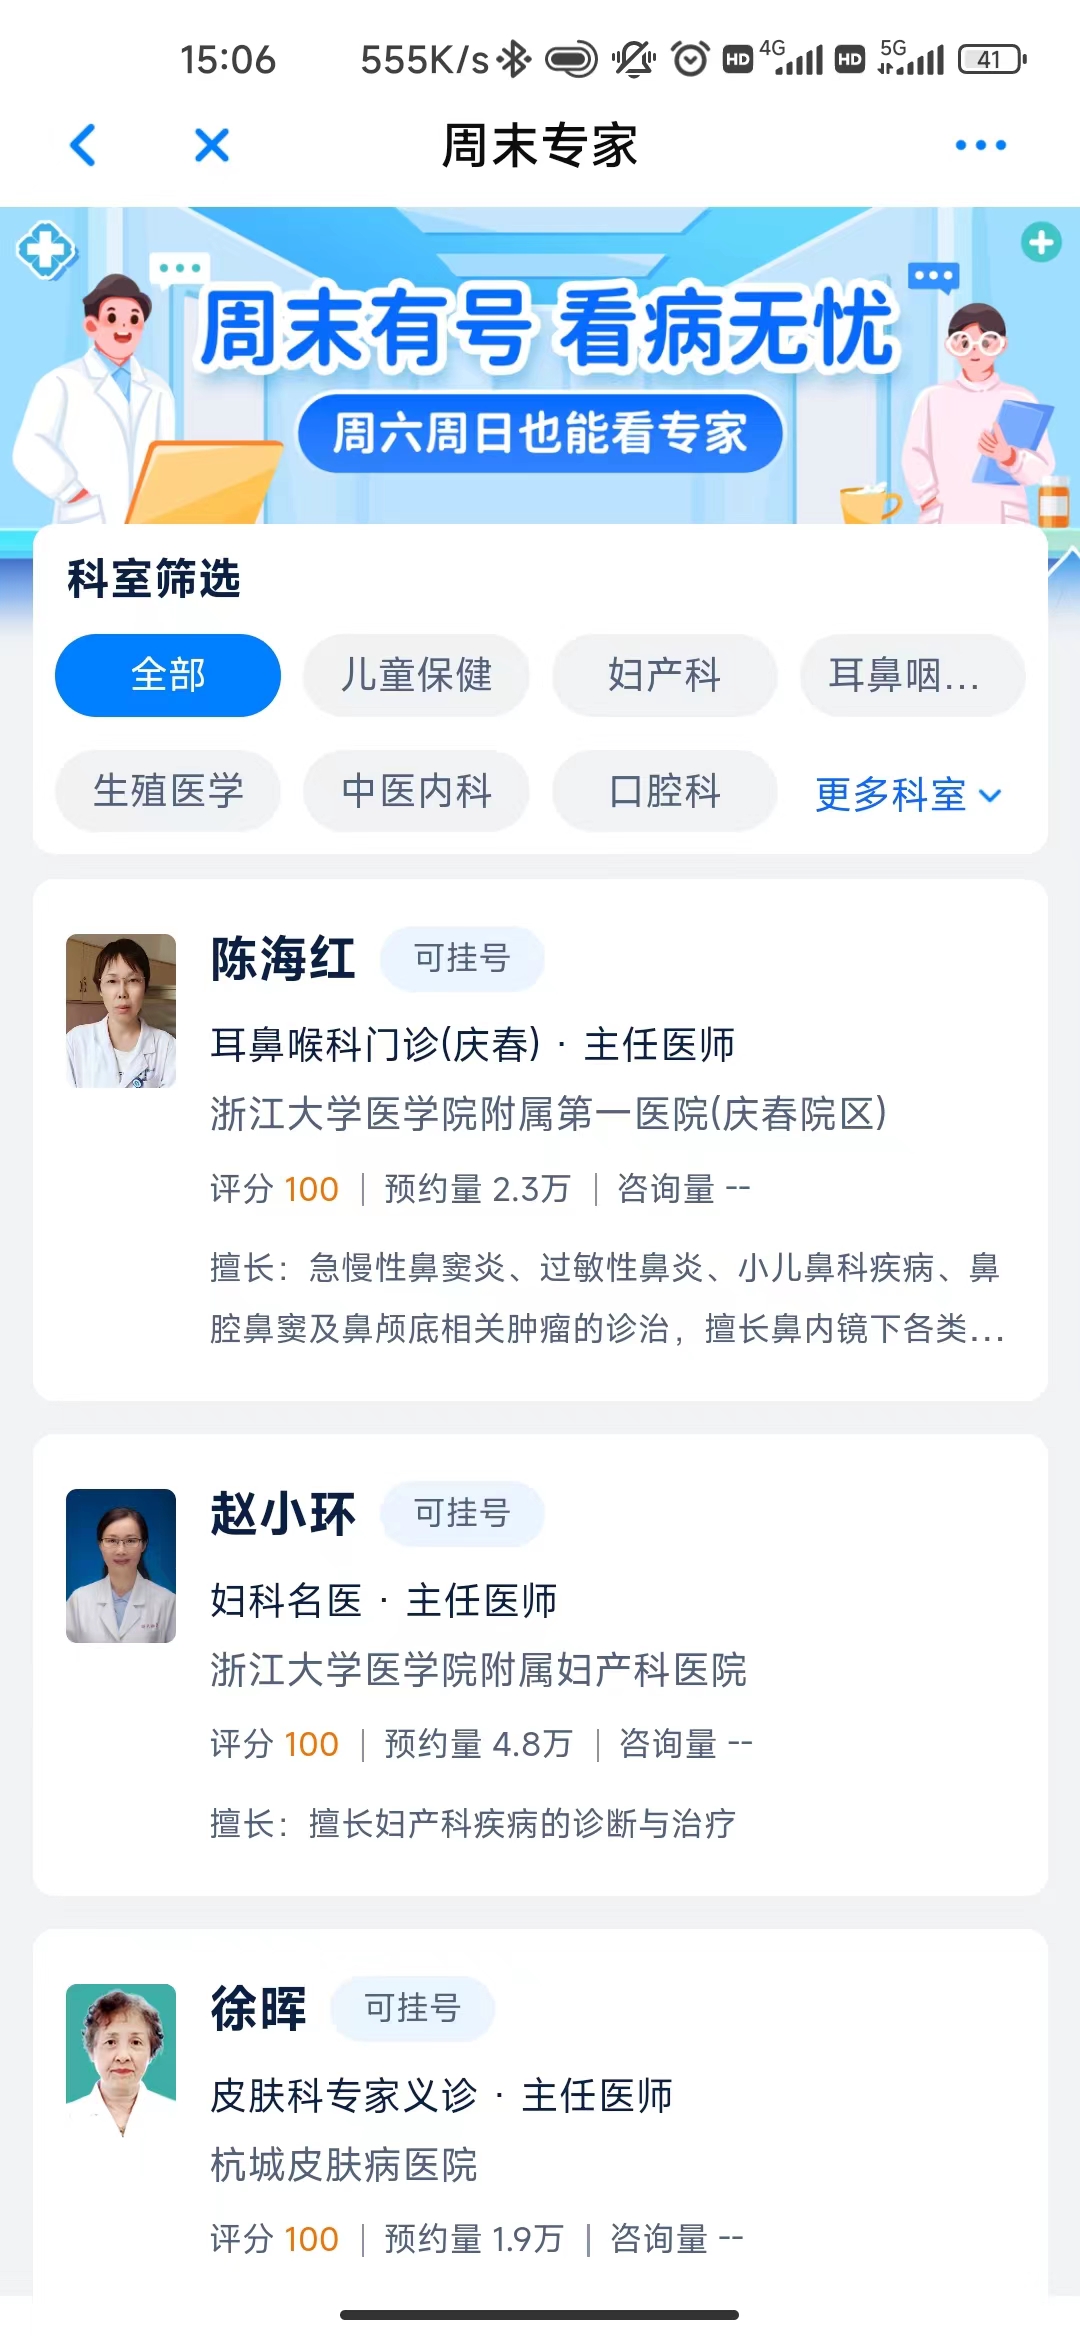 15:06 555K/s HD 4G HD 5G 41
周末专家
周末有号 看病无忧
周六周日也能看专家
科室筛选
全部 儿童保健 妇产科 耳鼻咽...
生殖医学 中医内科 口腔科 更多科室
陈海红 可挂号
耳鼻喉科门诊(庆春) · 主任医师
浙江大学医学院附属第一医院(庆春院区)
评分 100 | 预约量 2.3万 | 咨询量 --
擅长：急慢性鼻窦炎、过敏性鼻炎、小儿鼻科疾病、鼻
腔鼻窦及鼻颅底相关肿瘤的诊治，擅长鼻内镜下各类...
赵小环 可挂号
妇科名医 · 主任医师
浙江大学医学院附属妇产科医院
评分 100 | 预约量 4.8万 | 咨询量 --
擅长：擅长妇产科疾病的诊断与治疗
徐晖 可挂号
皮肤科专家义诊 · 主任医师
杭城皮肤病医院
评分 100 | 预约量 1.9万 | 咨询量 --